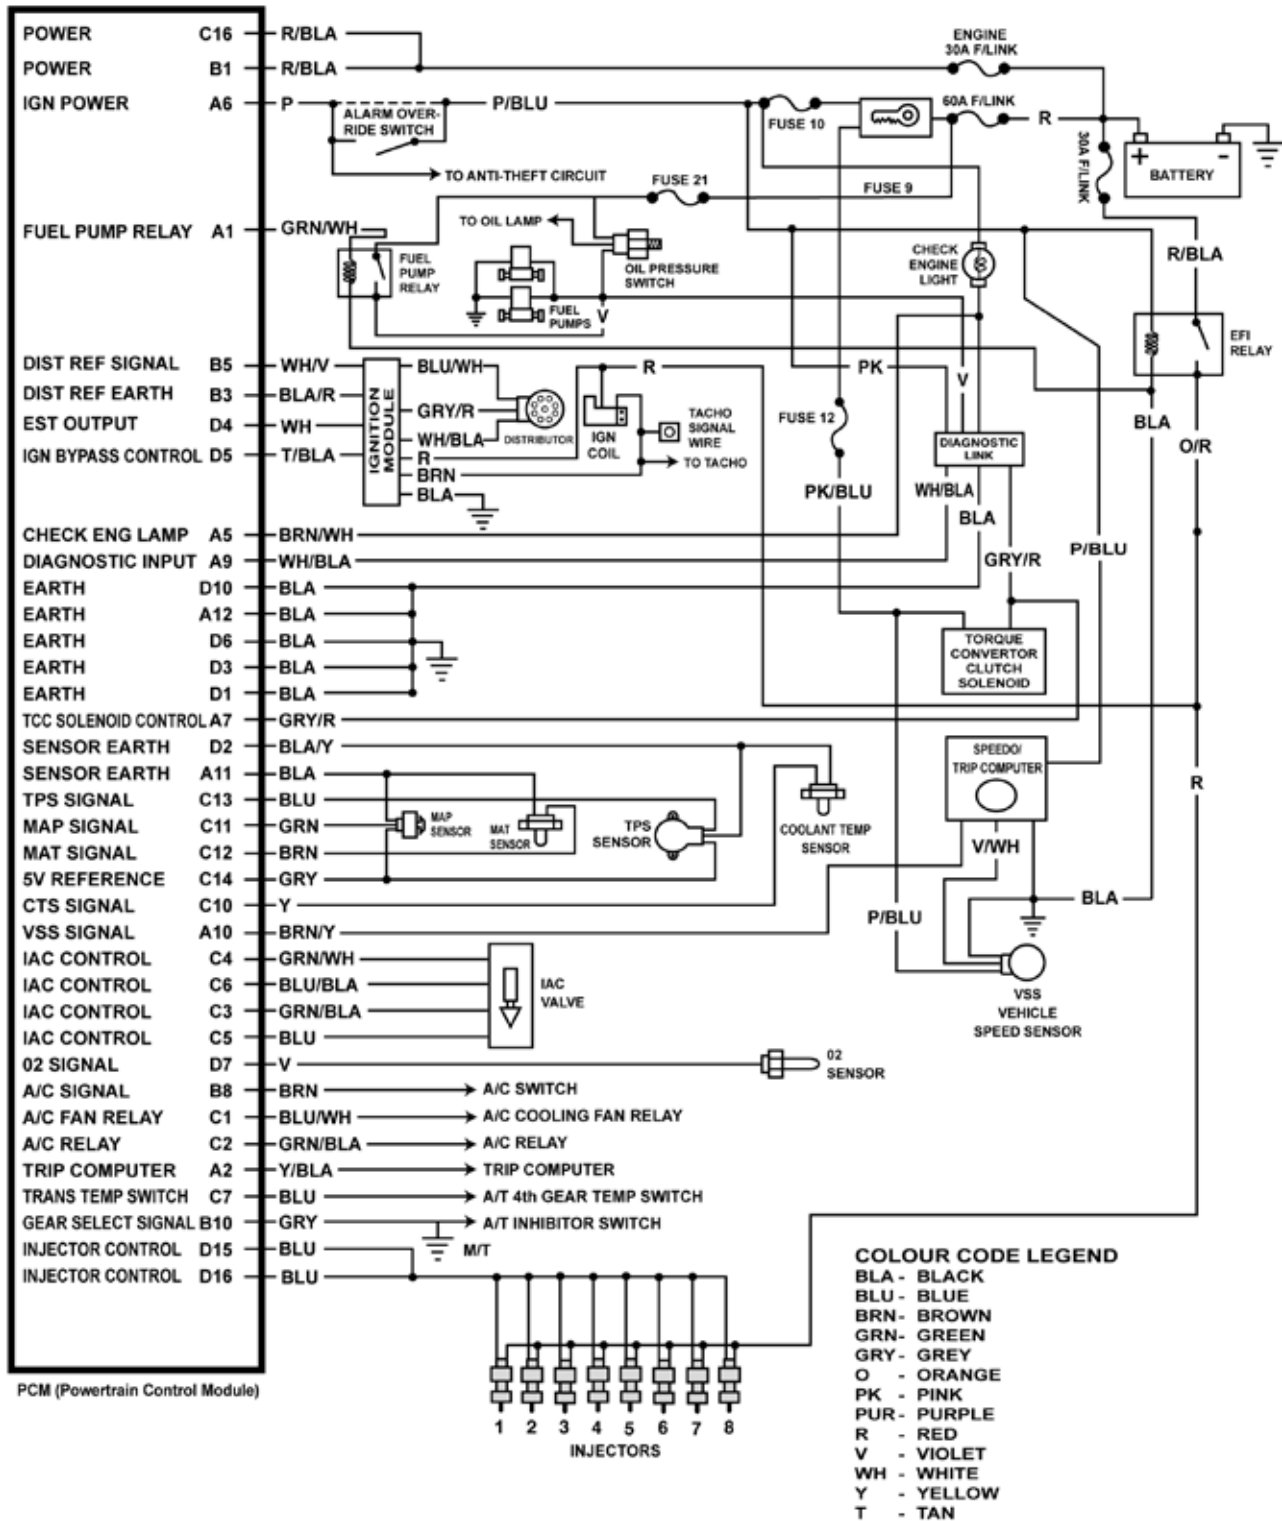 POWER C16 R/BLA
POWER B1 R/BLA
IGN POWER A6 P
P/BLU
ALARM OVER-
RIDE SWITCH
TO ANTI-THEFT CIRCUIT
ENGINE
30A F/LINK
FUSE 10
60A F/LINK
R
30A F/LINK
+ -
BATTERY
FUSE 21
FUSE 9
FUEL PUMP RELAY A1 GRN/WH
FUEL
PUMP
RELAY
TO OIL LAMP
OIL PRESSURE
SWITCH
FUEL
PUMPS
V
CHECK
ENGINE
LIGHT
R/BLA
EFI
RELAY
DIST REF SIGNAL B5 WH/V
DIST REF EARTH B3 BLA/R
EST OUTPUT D4 WH
IGN BYPASS CONTROL D5 T/BLA
IGNITION
MODULE
BLU/WH
GRY/R
WH/BLA
R
BRN
BLA
DISTRIBUTOR
R
IGN
COIL
TACHO
SIGNAL
WIRE
TO TACHO
PK
V
FUSE 12
PK/BLU
DIAGNOSTIC
LINK
WH/BLA
BLA
GRY/R
P/BLU
BLA
O/R
CHECK ENG LAMP A5 BRN/WH
DIAGNOSTIC INPUT A9 WH/BLA
EARTH D10 BLA
EARTH A12 BLA
EARTH D6 BLA
EARTH D3 BLA
EARTH D1 BLA
TORQUE
CONVERTOR
CLUTCH
SOLENOID
TCC SOLENOID CONTROL A7 GRY/R
SENSOR EARTH D2 BLA/Y
SENSOR EARTH A11 BLA
TPS SIGNAL C13 BLU
MAP SIGNAL C11 GRN
MAT SIGNAL C12 BRN
5V REFERENCE C14 GRY
CTS SIGNAL C10 Y
VSS SIGNAL A10 BRN/Y
MAP
SENSOR
MAT
SENSOR
TPS
SENSOR
COOLANT TEMP
SENSOR
SPEEDO/
TRIP COMPUTER
R
V/WH
P/BLU
BLA
VSS
VEHICLE
SPEED SENSOR
IAC CONTROL C4 GRN/WH
IAC CONTROL C6 BLU/BLA
IAC CONTROL C3 GRN/BLA
IAC CONTROL C5 BLU
IAC
VALVE
02 SIGNAL D7 V
02
SENSOR
A/C SIGNAL B8 BRN A/C SWITCH
A/C FAN RELAY C1 BLU/WH A/C COOLING FAN RELAY
A/C RELAY C2 GRN/BLA A/C RELAY
TRIP COMPUTER A2 Y/BLA TRIP COMPUTER
TRANS TEMP SWITCH C7 BLU A/T 4th GEAR TEMP SWITCH
GEAR SELECT SIGNAL B10 GRY A/T INHIBITOR SWITCH
M/T
INJECTOR CONTROL D15 BLU
INJECTOR CONTROL D16 BLU
PCM (Powertrain Control Module)
1 2 3 4 5 6 7 8
INJECTORS
COLOUR CODE LEGEND
BLA - BLACK
BLU - BLUE
BRN - BROWN
GRN - GREEN
GRY - GREY
O - ORANGE
PK - PINK
PUR - PURPLE
R - RED
V - VIOLET
WH - WHITE
Y - YELLOW
T - TAN